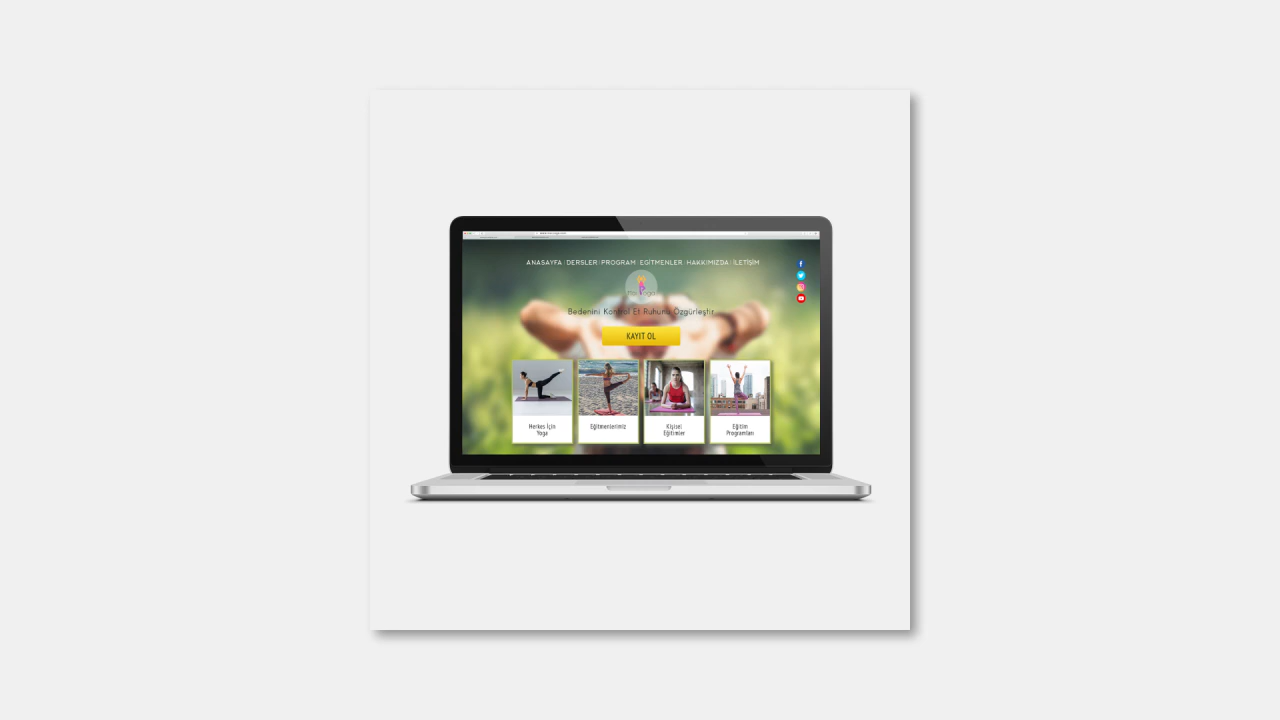 ANASAYFA | DERSLER | PROGRAM | EGİTMENLER | HAKKIMIZDA | İLETİŞİM
Bedenini Kontrol Et Ruhunu Özgürleştir
KAYIT OL
Herkes İçin
Yoga
Eğitmenlerimiz
Kişisel
Eğitimler
Eğitim
Programları